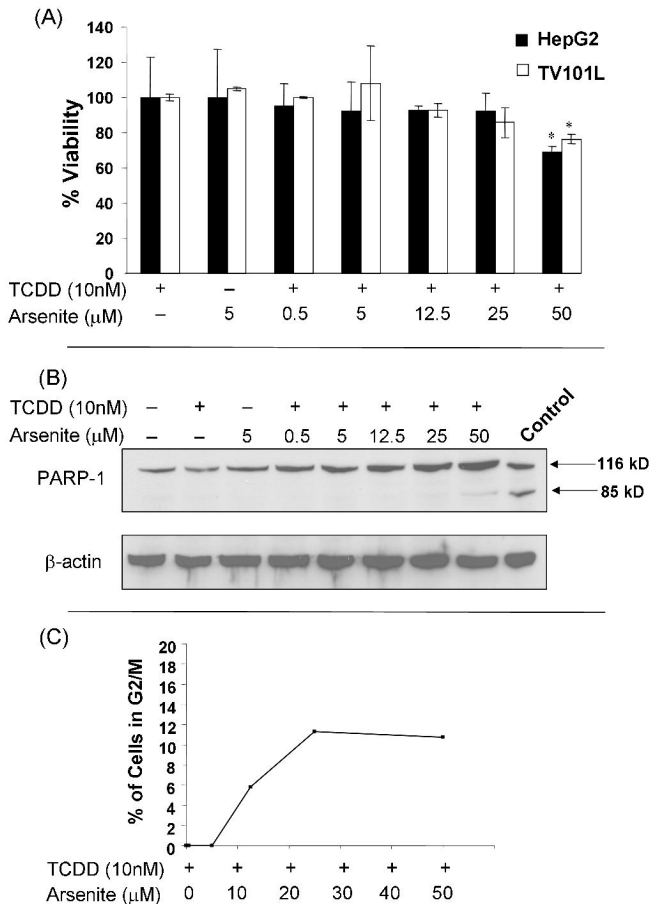 (A)
140
120
100
80
60
40
20
0
% Viability
HepG2
TV101L
* *
TCDD (10nM) + – + + + + +
Arsenite (μM) – 5 0.5 5 12.5 25 50
(B)
TCDD (10nM) – + – + + + + +
Arsenite (μM) – – 5 0.5 5 12.5 25 50 Control
PARP-1
116 kD
85 kD
β-actin
(C)
20
18
16
14
12
10
8
6
4
2
0
% of Cells in G2/M
TCDD (10nM) + + + + + +
Arsenite (μM) 0 10 20 30 40 50